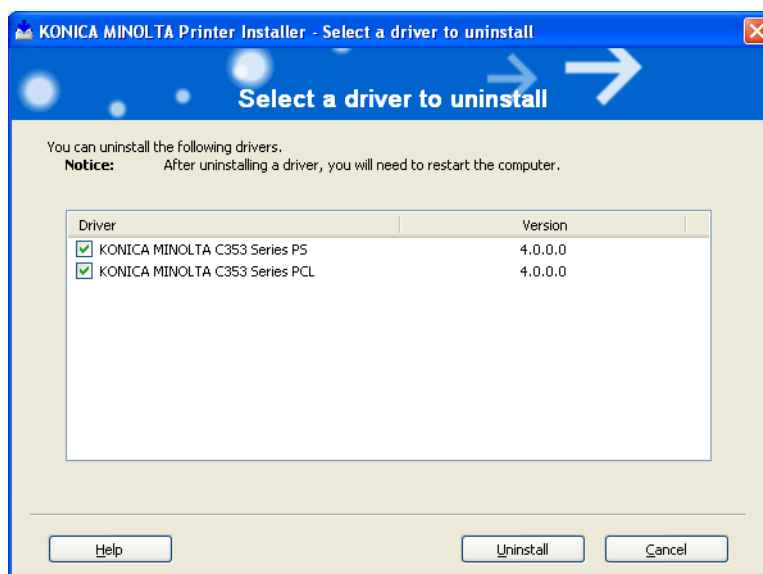 KONICA MINOLTA Printer Installer - Select a driver to uninstall
Select a driver to uninstall
You can uninstall the following drivers.
Notice: After uninstalling a driver, you will need to restart the computer.
Driver Version
KONICA MINOLTA C353 Series PS 4.0.0.0
KONICA MINOLTA C353 Series PCL 4.0.0.0
Help Uninstall Cancel